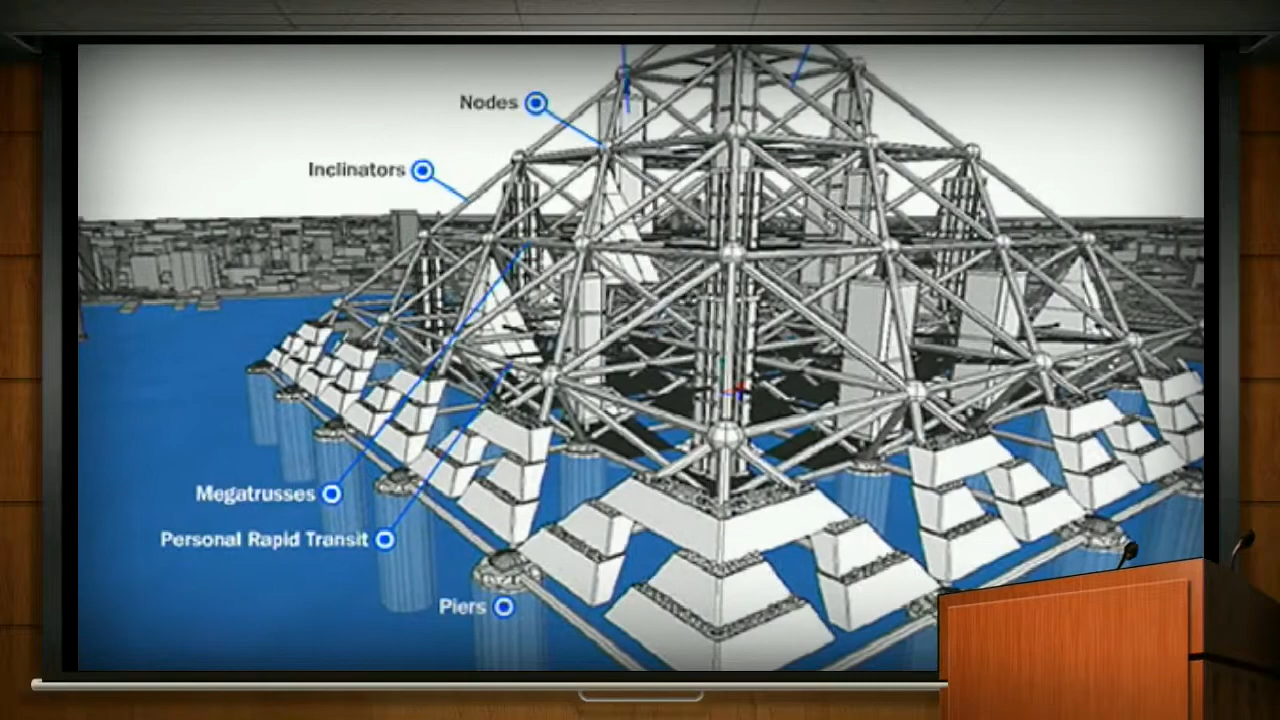 Nodes
Inclinators
Megatrusses
Personal Rapid Transit
Piers